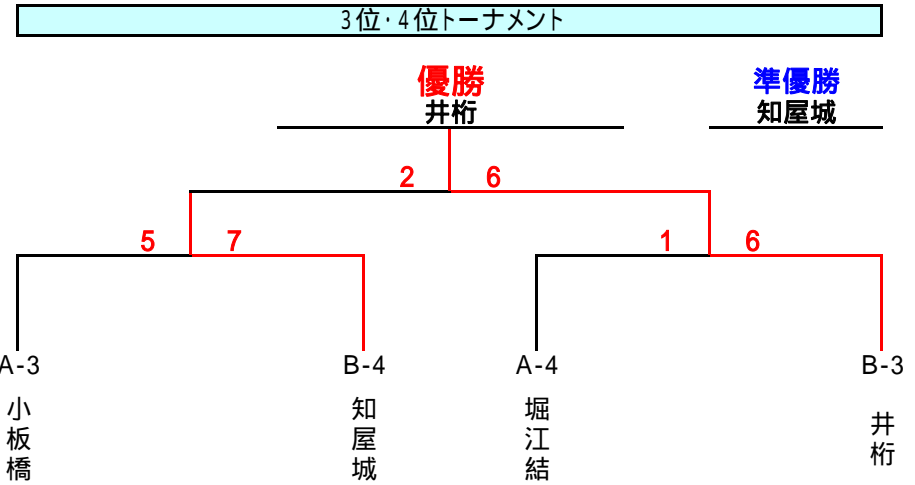 3位・4位トーナメント
優勝
準優勝
井桁
知屋城
2 6
5 7
1 6
A-3
B-4
A-4
B-3
小板橋
知屋城
堀江結
井桁